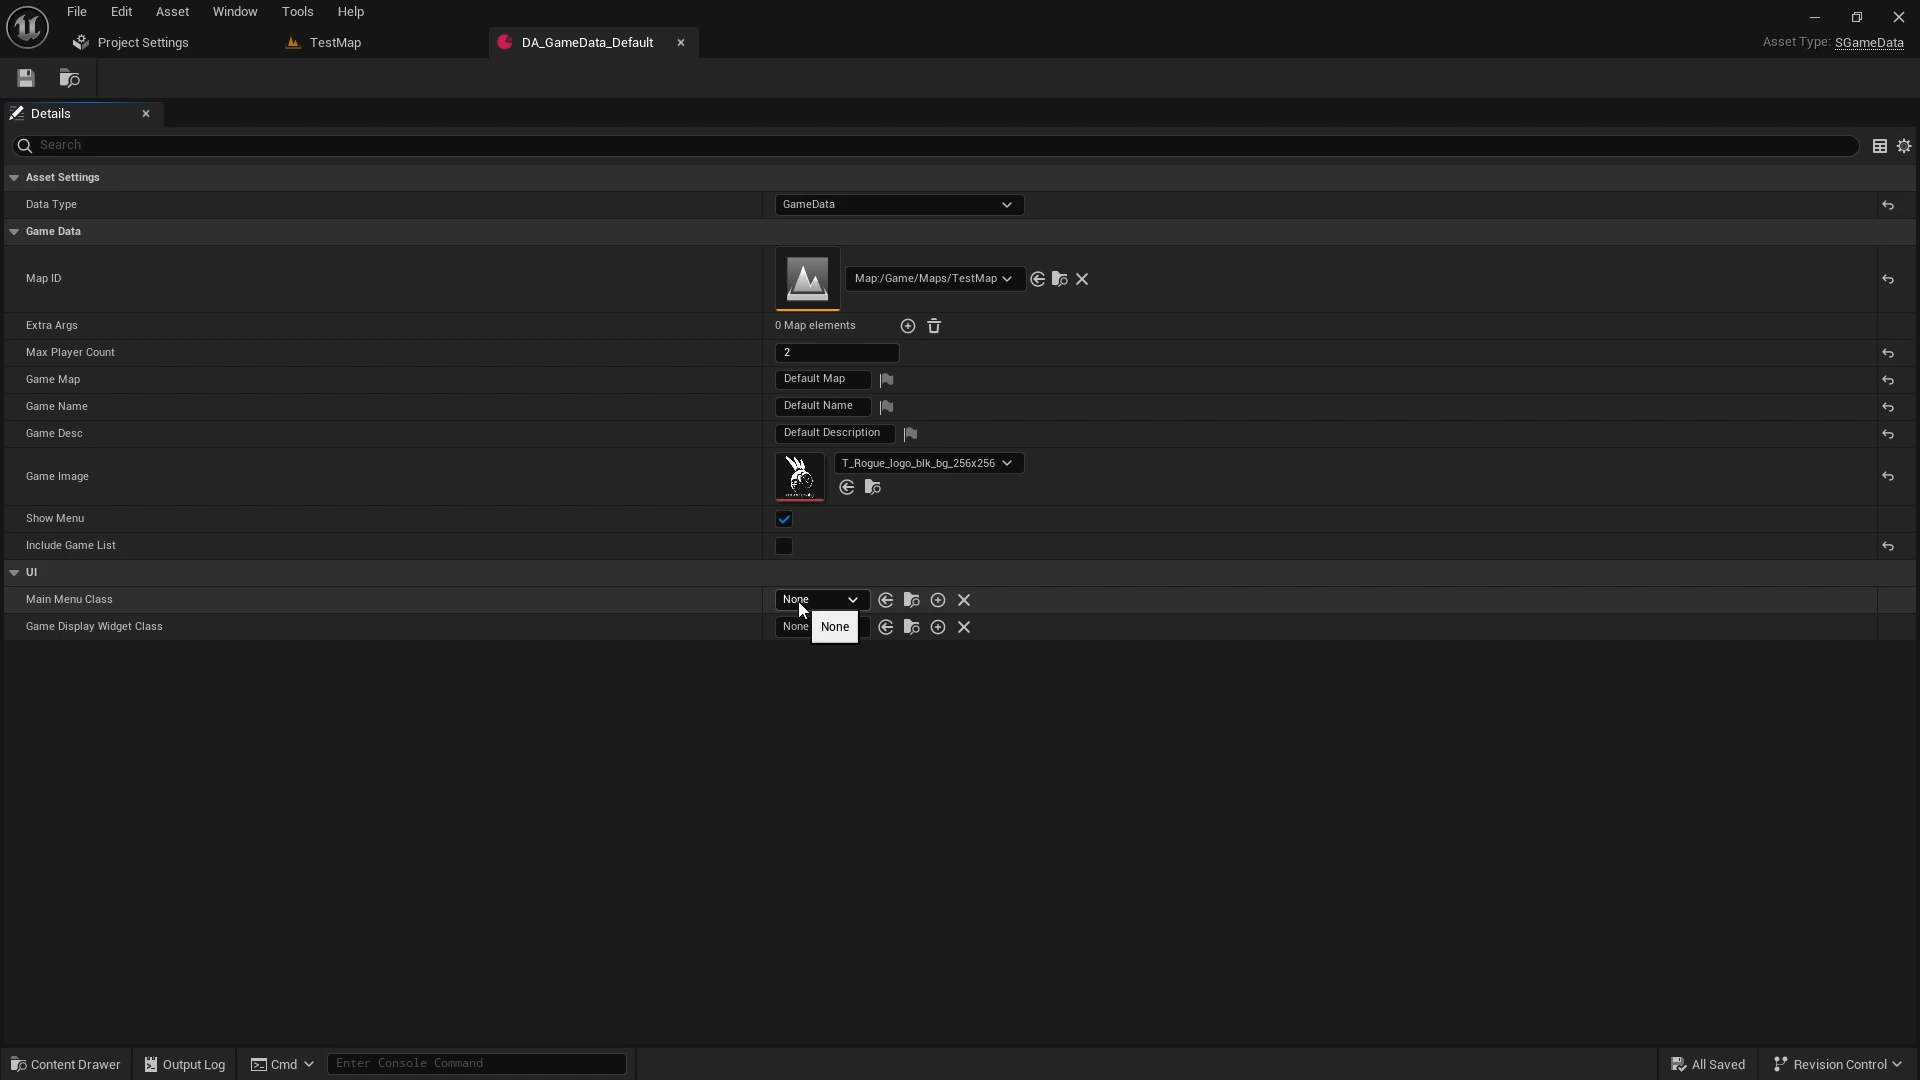 File Edit Asset Window Tools Help
Project Settings TestMap DA_GameData_Default Asset Type: SGameData
Details
Search
Asset Settings
Data Type GameData
Game Data
Map ID Map:/Game/Maps/TestMap
Extra Args 0 Map elements
Max Player Count 2
Game Map Default Map
Game Name Default Name
Game Desc Default Description
Game Image T_Rogue_logo_blk_bg_256x256
Show Menu
Include Game List
UI
Main Menu Class None
Game Display Widget Class None None
Content Drawer Output Log Cmd Enter Console Command All Saved Revision Control